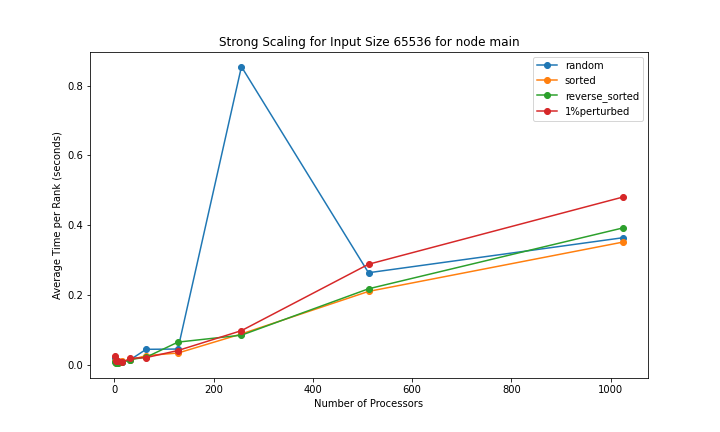 Strong Scaling for Input Size 65536 for node main
random
sorted
reverse_sorted
1%perturbed
Average Time per Rank (seconds)
0.8
0.6
0.4
0.2
0.0
0
200
400
600
800
1000
Number of Processors